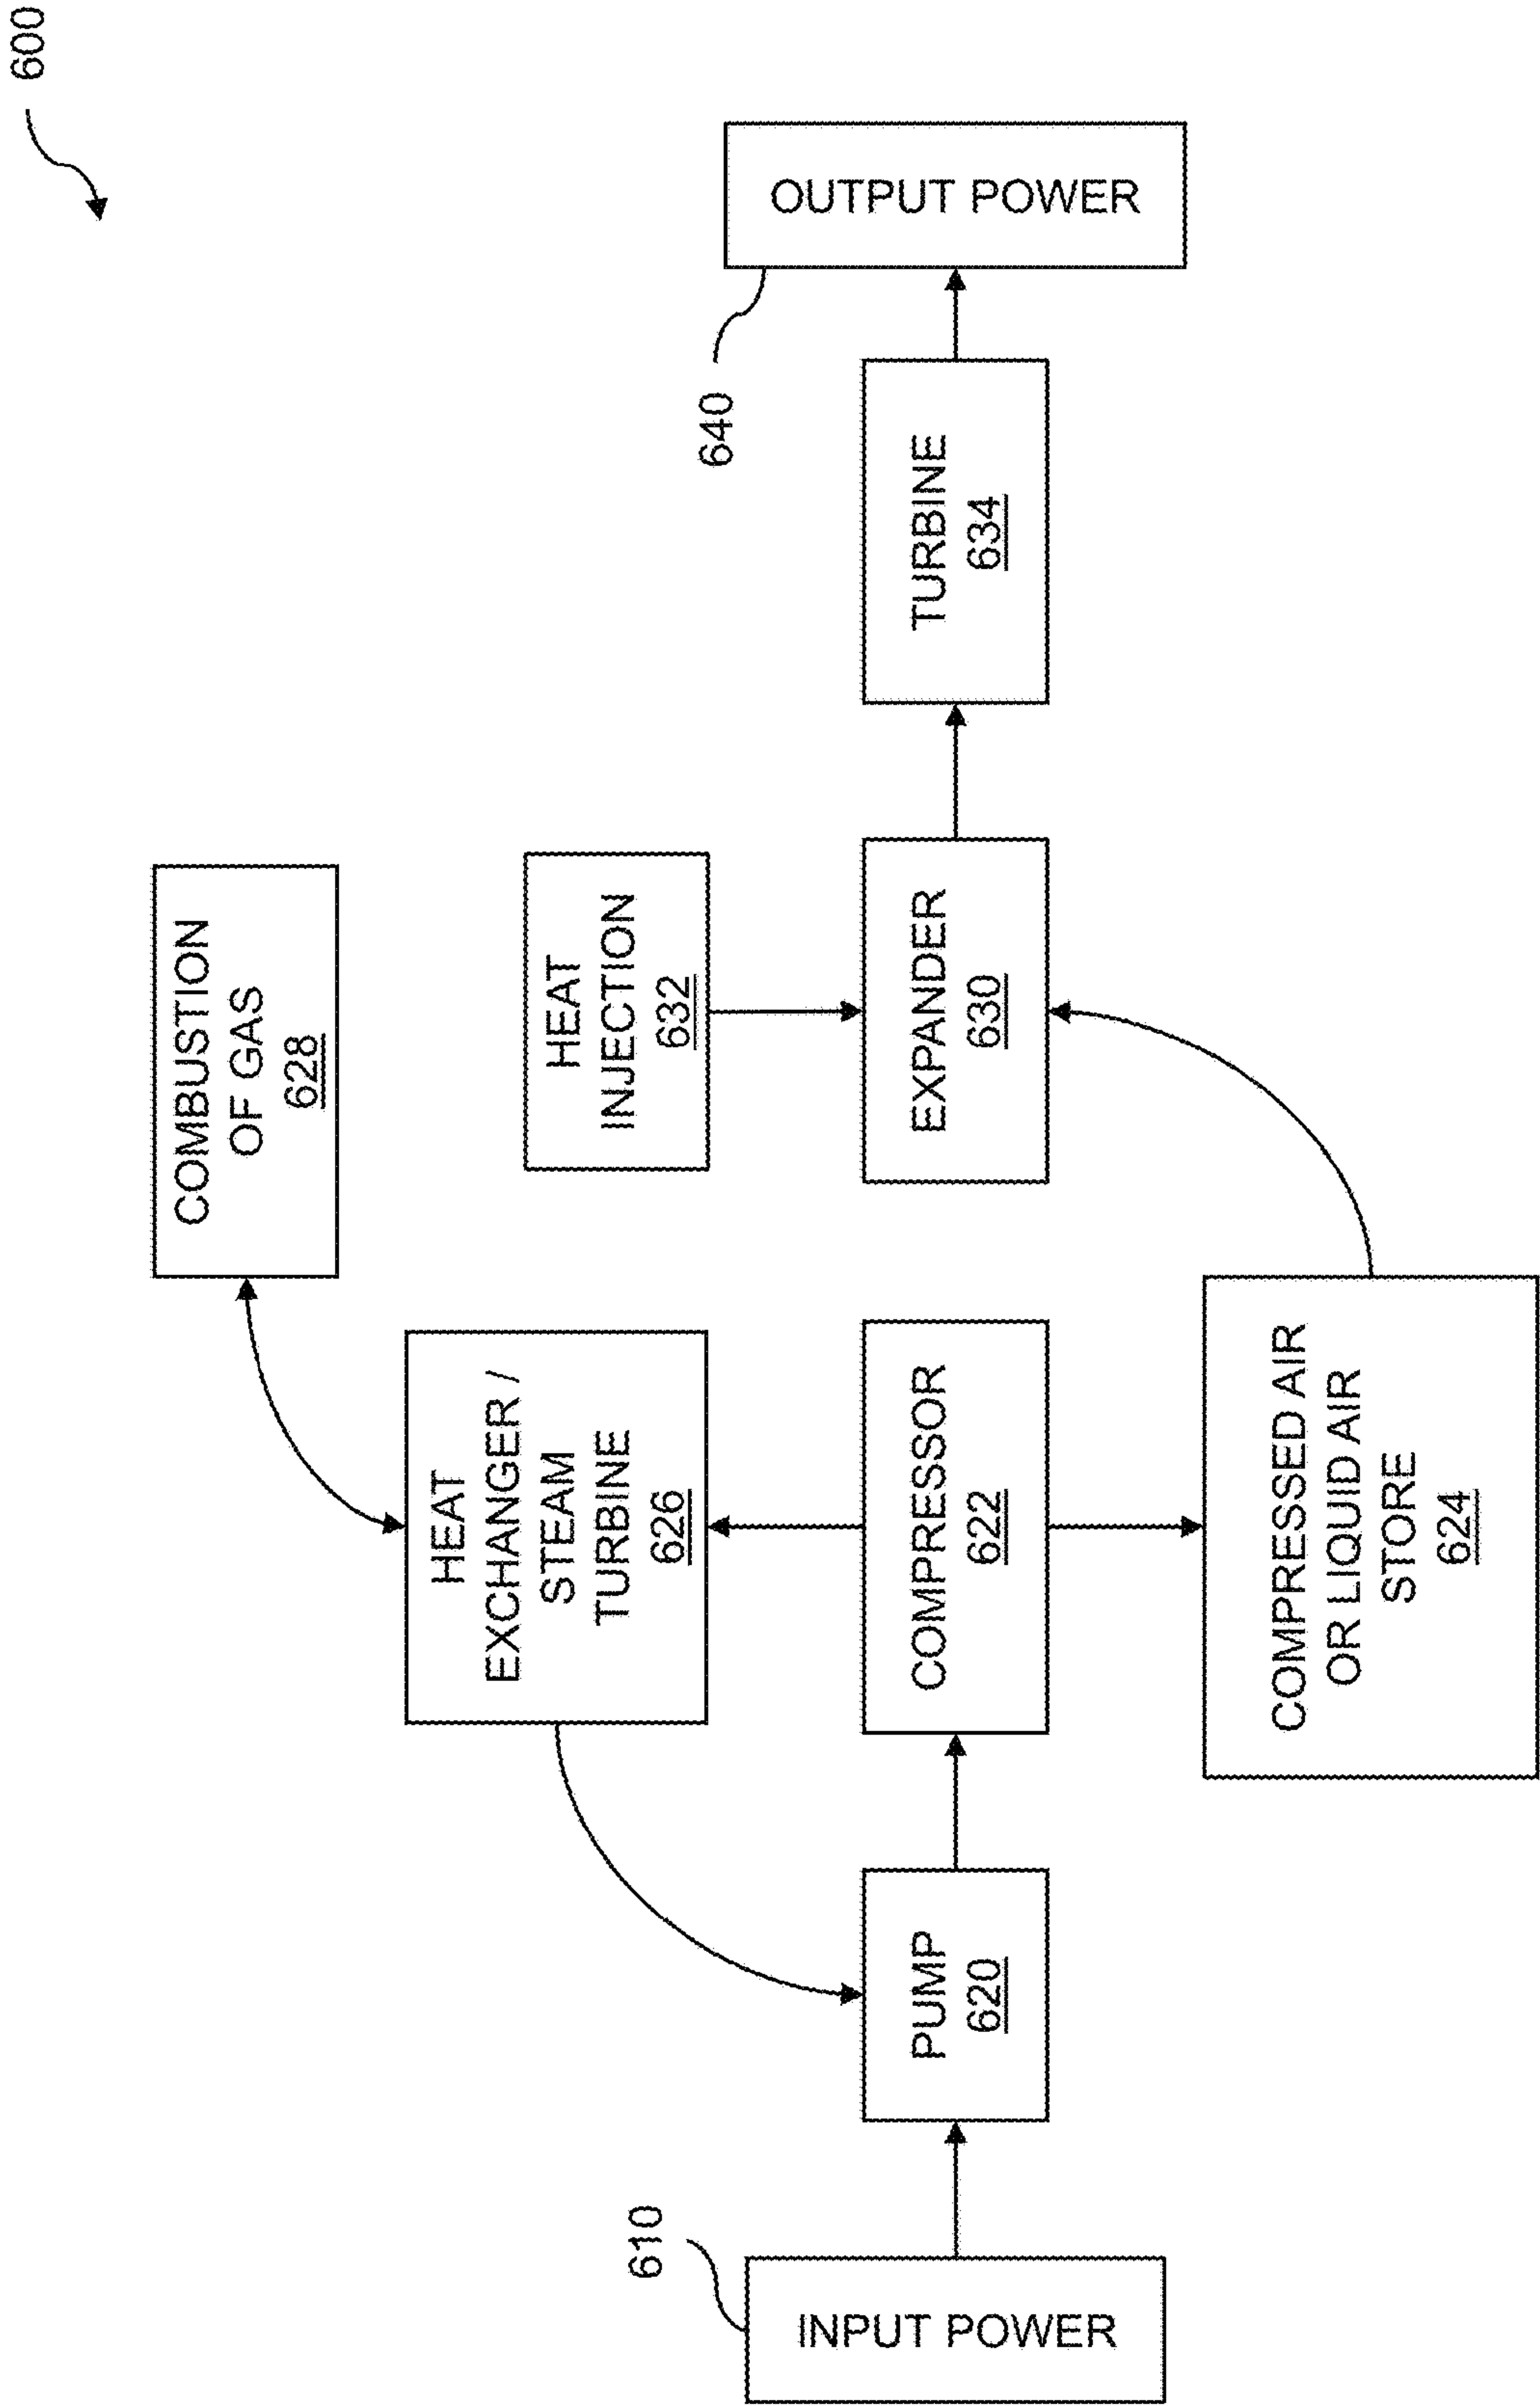 600
COMBUSTION
OF GAS
628
HEAT
EXCHANGER /
STEAM
TURBINE
626
HEAT
INJECTION
632
610
INPUT POWER
PUMP
620
COMPRESSOR
622
EXPANDER
630
TURBINE
634
640
OUTPUT POWER
COMPRESSED AIR
OR LIQUID AIR
STORE
624